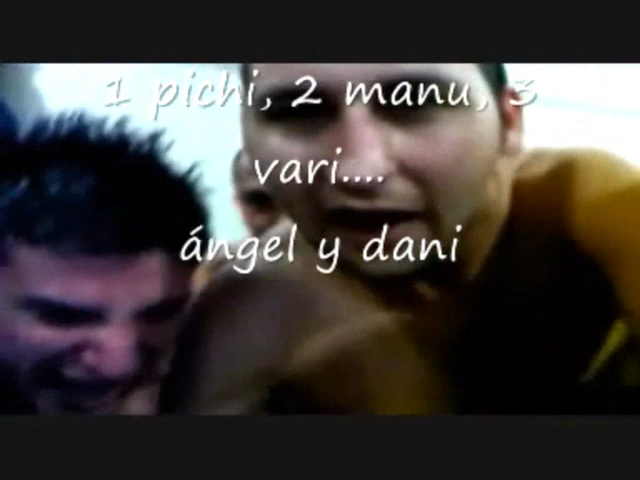 1 pichi, 2 manu, 3
vari....
ángel y dani